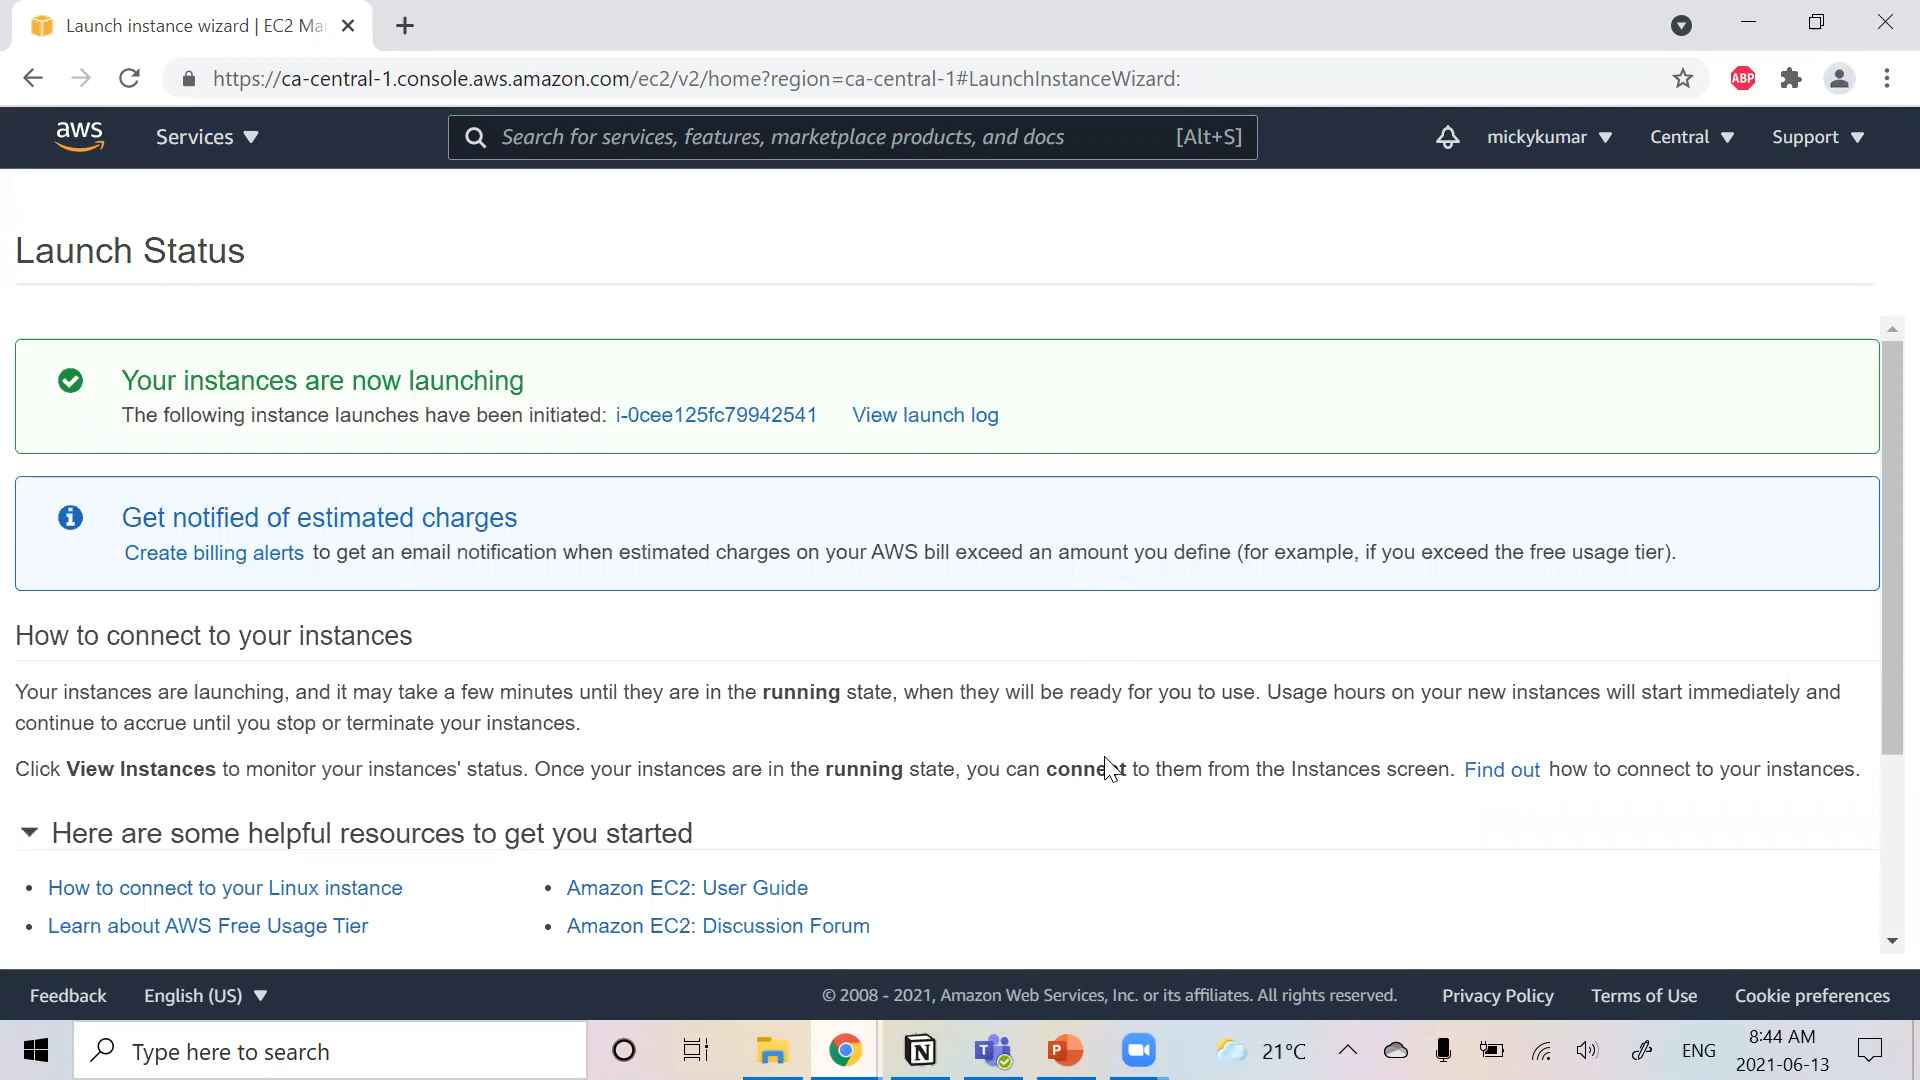 Launch instance wizard | EC2 Ma
https://ca-central-1.console.aws.amazon.com/ec2/v2/home?region=ca-central-1#LaunchInstanceWizard:
ABP
aws
Services
Search for services, features, marketplace products, and docs
[Alt+S]
mickykumar
Central
Support
Launch Status
Your instances are now launching
The following instance launches have been initiated: i-0cee125fc79942541 View launch log
Get notified of estimated charges
Create billing alerts to get an email notification when estimated charges on your AWS bill exceed an amount you define (for example, if you exceed the free usage tier).
How to connect to your instances
Your instances are launching, and it may take a few minutes until they are in the running state, when they will be ready for you to use. Usage hours on your new instances will start immediately and
continue to accrue until you stop or terminate your instances.
Click View Instances to monitor your instances' status. Once your instances are in the running state, you can connect to them from the Instances screen. Find out how to connect to your instances.
Here are some helpful resources to get you started
• How to connect to your Linux instance
• Amazon EC2: User Guide
• Learn about AWS Free Usage Tier
• Amazon EC2: Discussion Forum
Feedback
English (US)
© 2008 - 2021, Amazon Web Services, Inc. or its affiliates. All rights reserved.
Privacy Policy
Terms of Use
Cookie preferences
Type here to search
N
T
P
21°C
ENG
8:44 AM
2021-06-13